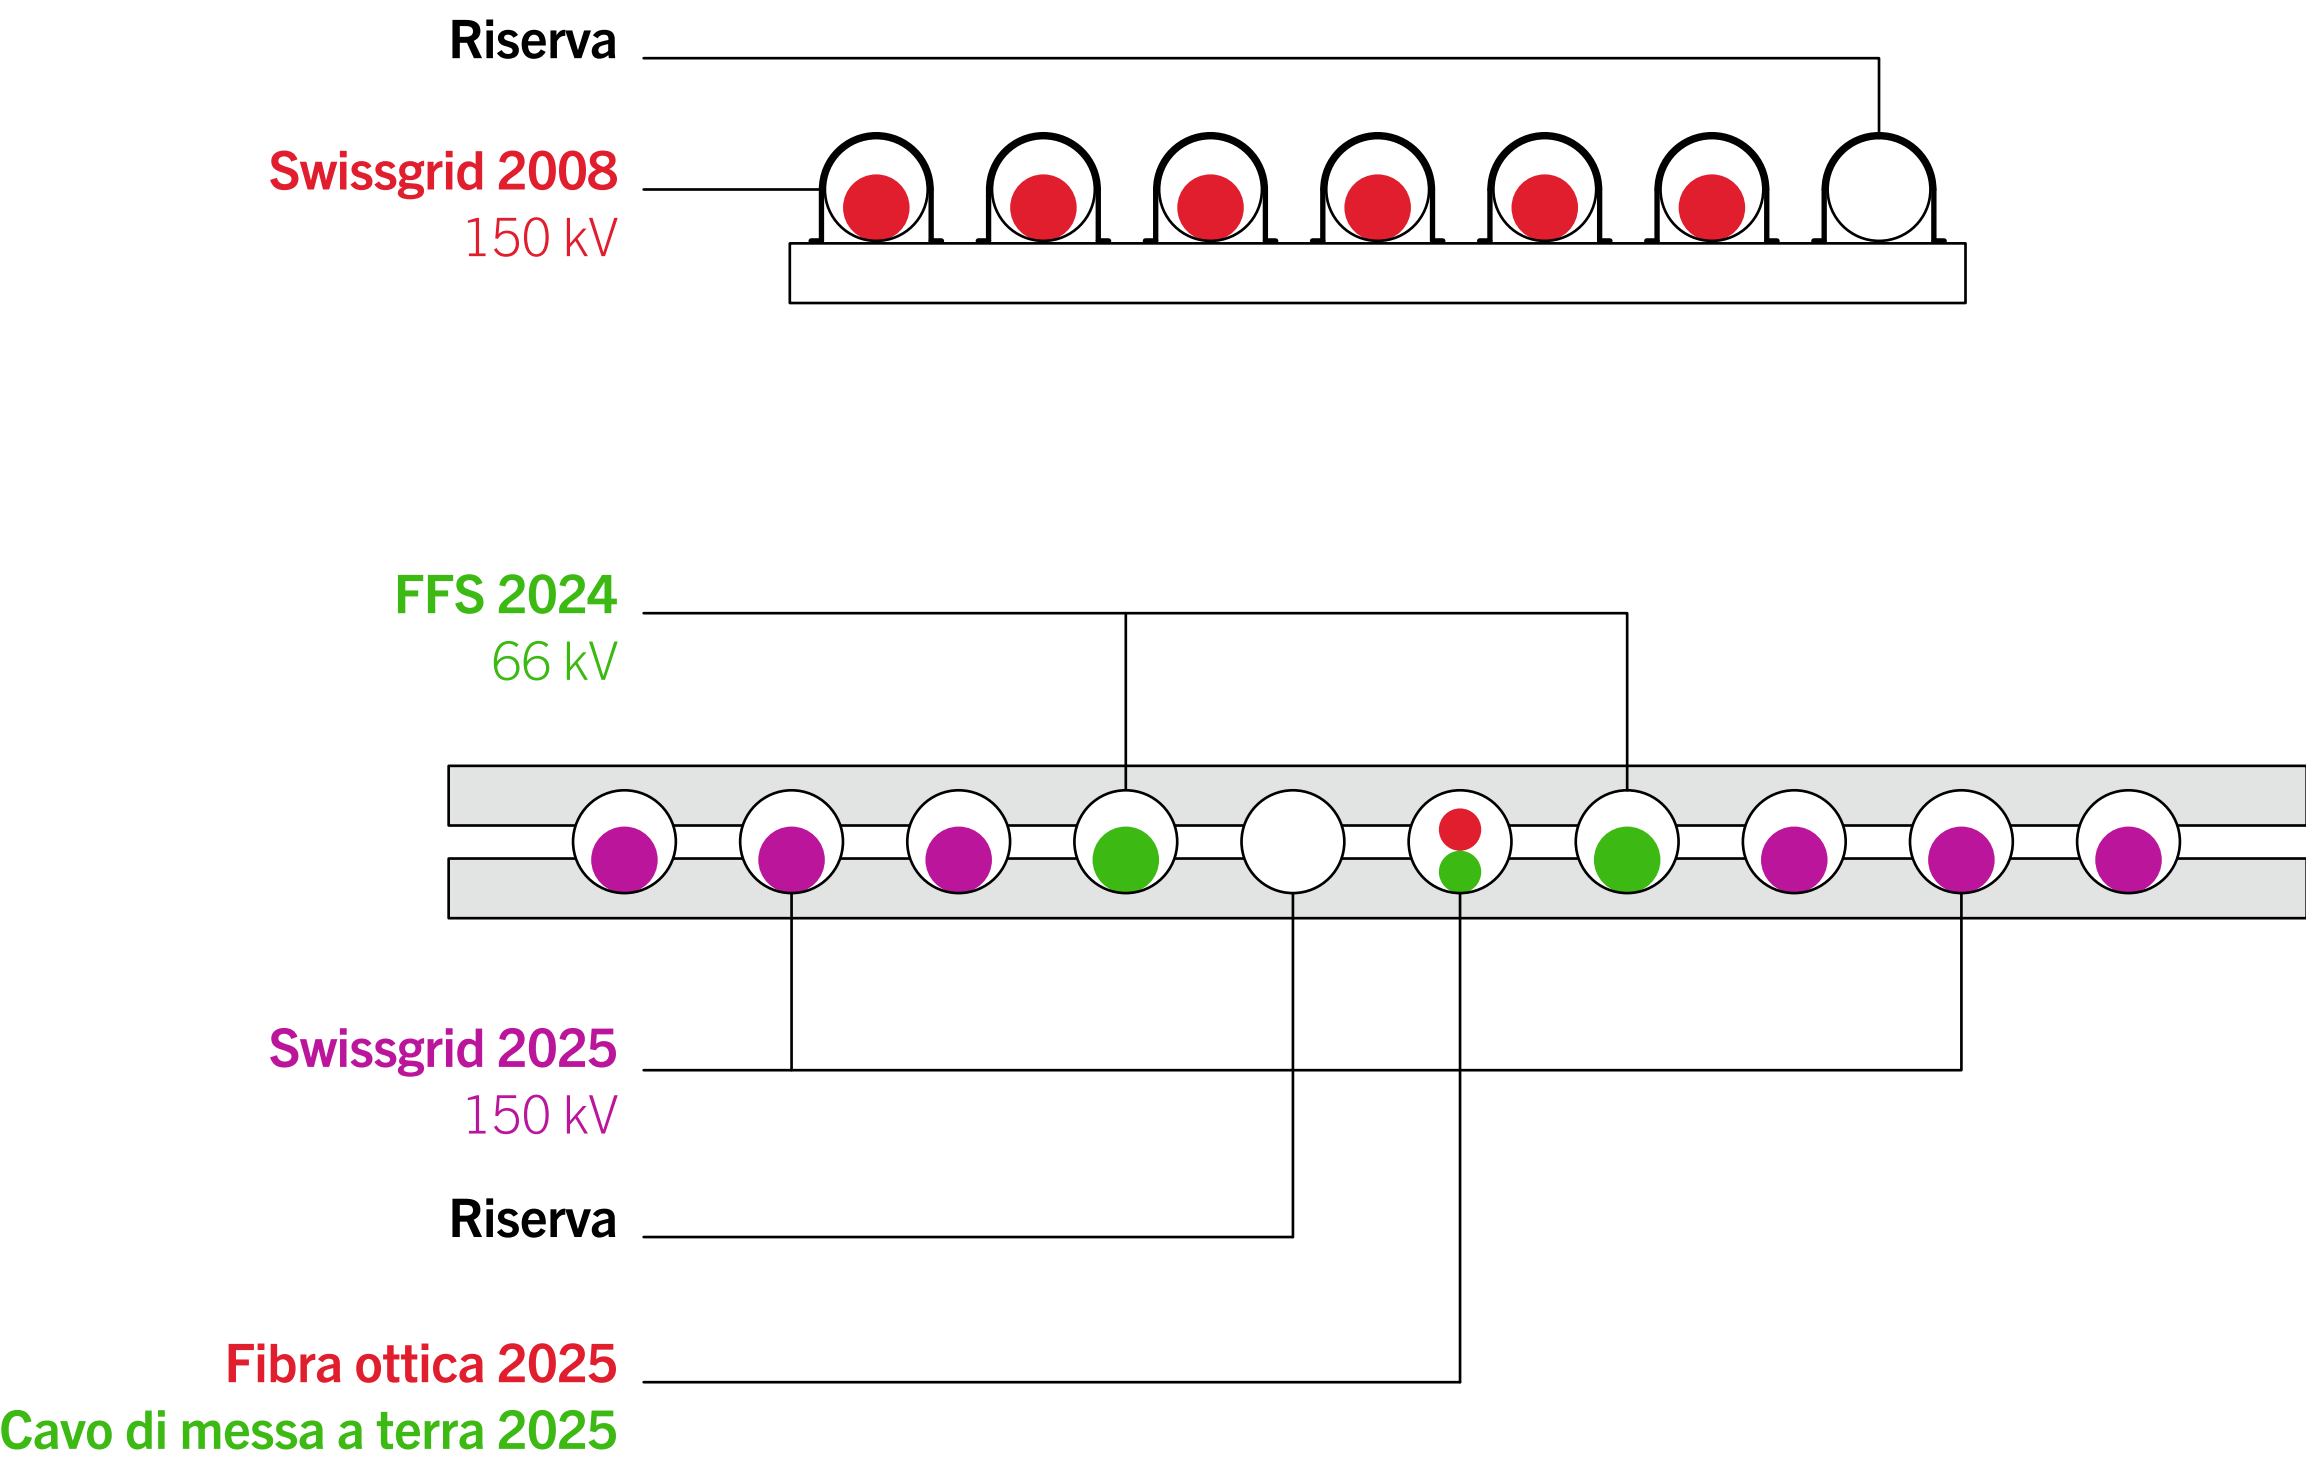 Riserva
Swissgrid 2008
150 kV
FFS 2024
66 kV
Swissgrid 2025
150 kV
Riserva
Fibra ottica 2025
Cavo di messa a terra 2025